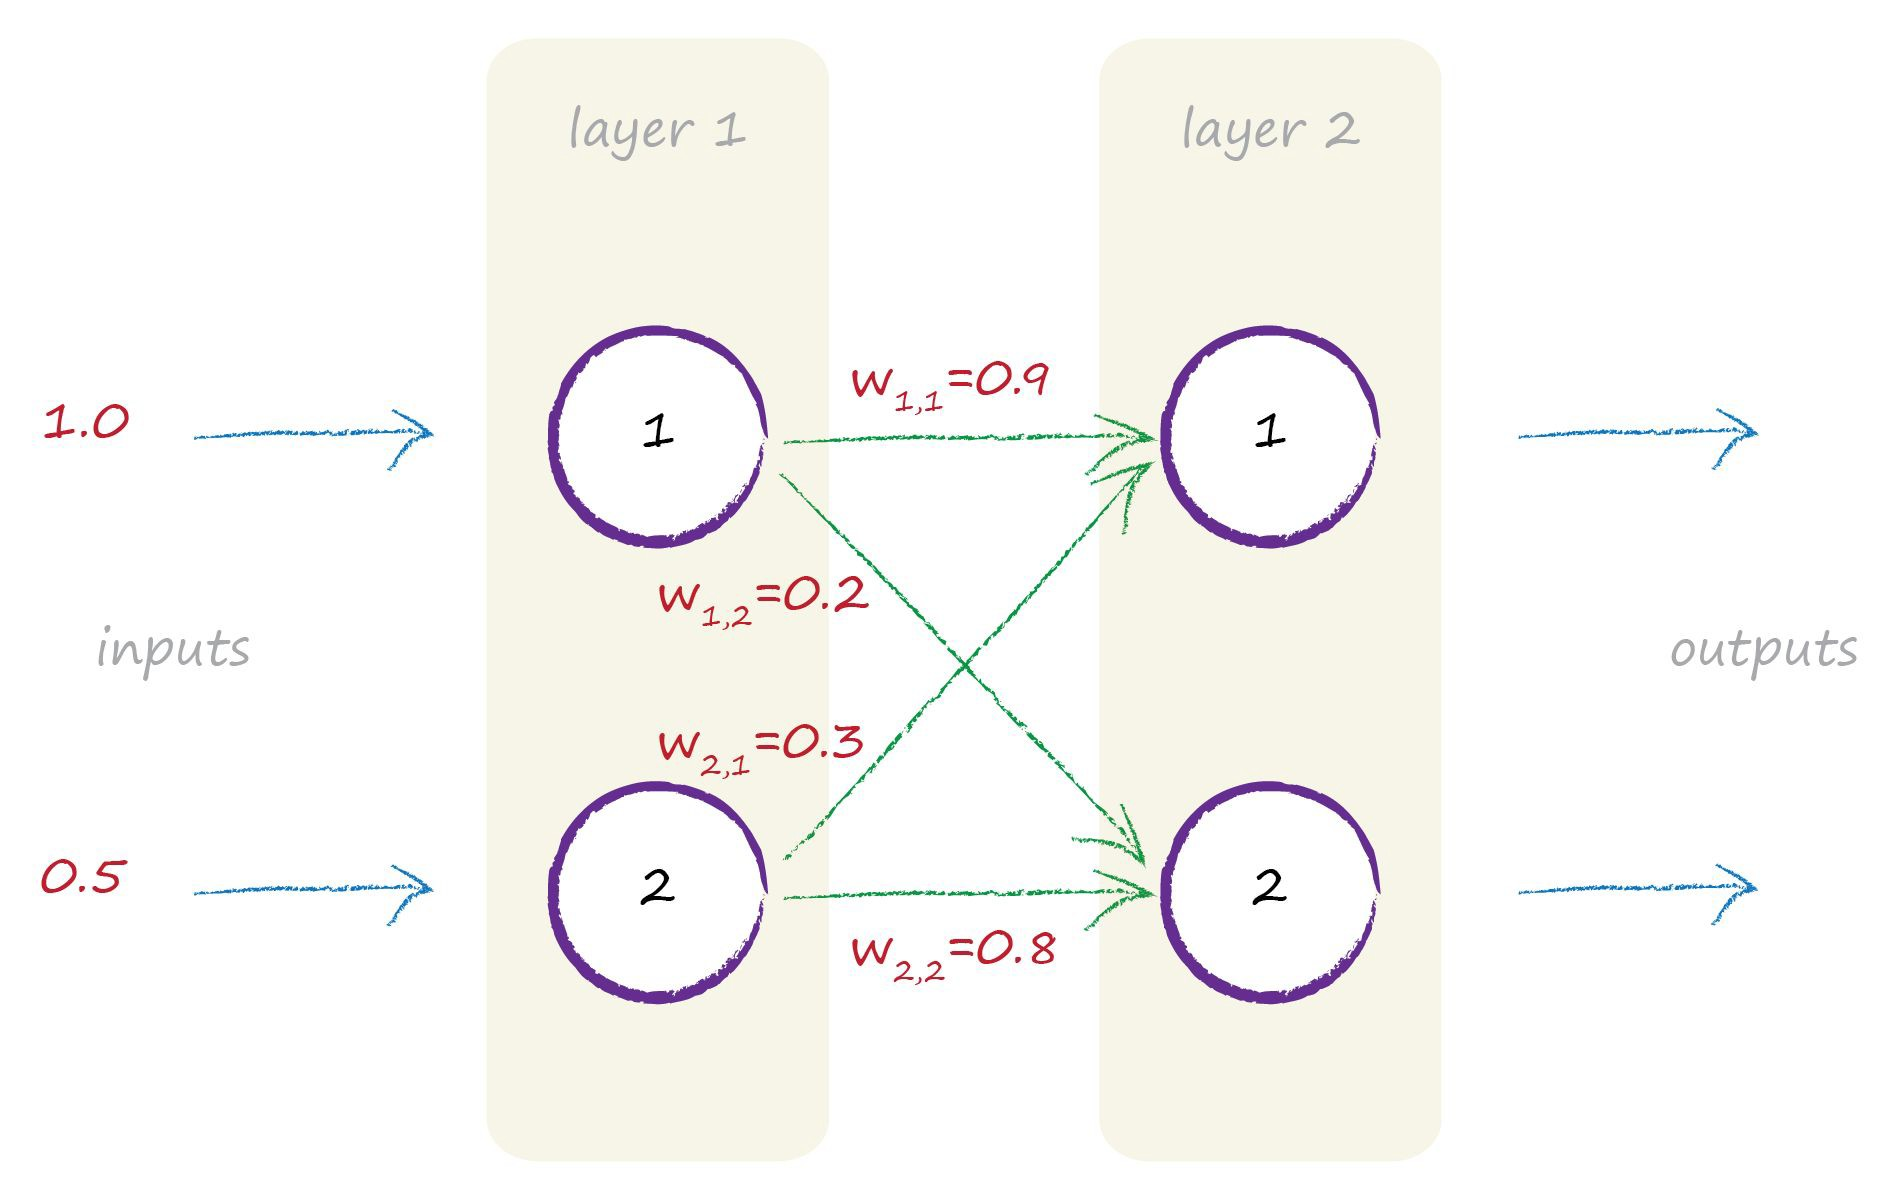 layer 1
layer 2
w1,1=0.9
1.0
1
1
w1,2=0.2
inputs
outputs
w2,1=0.3
0.5
2
2
w2,2=0.8